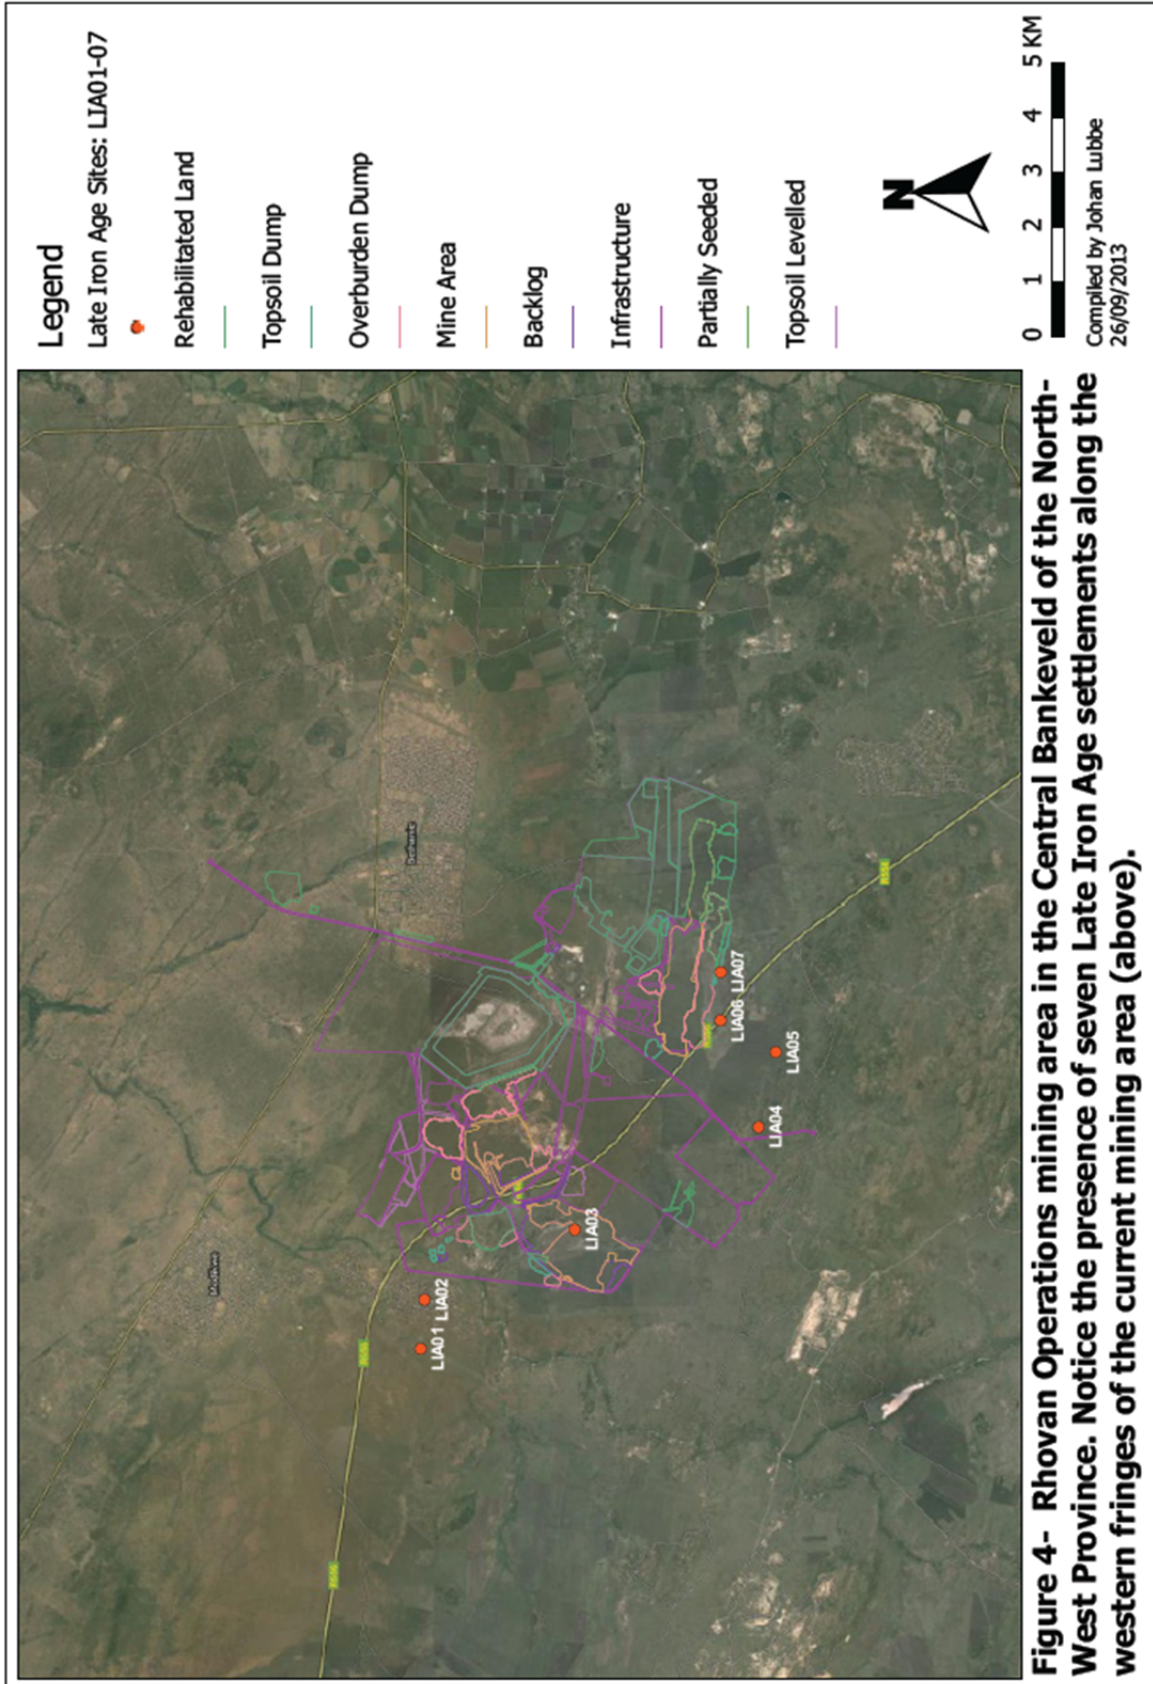 Legend
Late Iron Age Sites: LIA01-07
Rehabilitated Land
Topsoil Dump
Overburden Dump
Mine Area
Backlog
Infrastructure
Partially Seeded
Topsoil Levelled
N
0 1 2 3 4 5 KM
Compiled by Johan Lubbe
26/09/2013
LIA01
LIA02
LIA03
LIA04
LIA05
LIA06
LIA07
Figure 4- Rhovan Operations mining area in the Central Bankeveld of the North-
West Province. Notice the presence of seven Late Iron Age settlements along the
western fringes of the current mining area (above).